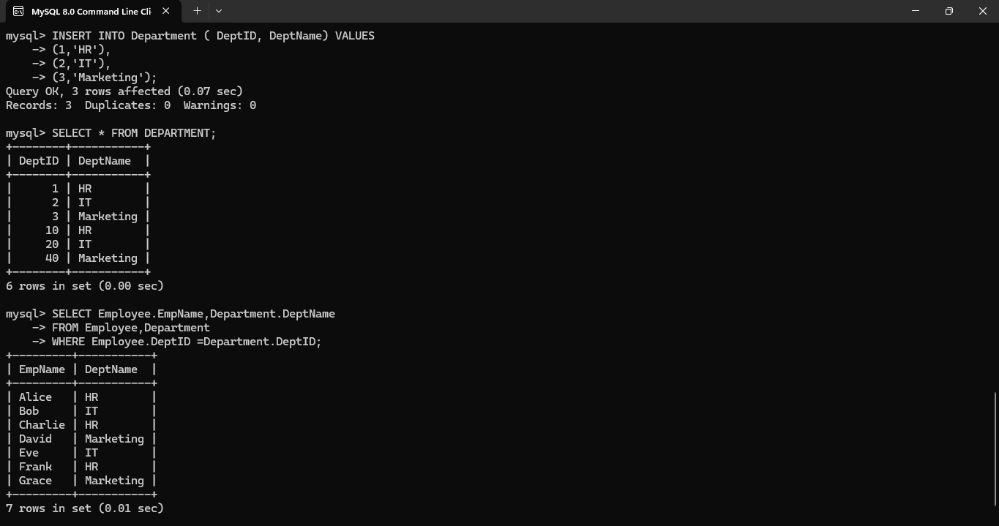 MySQL 8.0 Command Line Cli
mysql> INSERT INTO Department ( DeptID, DeptName) VALUES
    -> (1,'HR'),
    -> (2,'IT'),
    -> (3,'Marketing');
Query OK, 3 rows affected (0.07 sec)
Records: 3  Duplicates: 0  Warnings: 0

mysql> SELECT * FROM DEPARTMENT;
+--------+-----------+
| DeptID | DeptName  |
+--------+-----------+
|      1 | HR        |
|      2 | IT        |
|      3 | Marketing |
|     10 | HR        |
|     20 | IT        |
|     40 | Marketing |
+--------+-----------+
6 rows in set (0.00 sec)

mysql> SELECT Employee.EmpName,Department.DeptName
    -> FROM Employee,Department
    -> WHERE Employee.DeptID =Department.DeptID;
+---------+-----------+
| EmpName | DeptName  |
+---------+-----------+
| Alice   | HR        |
| Bob     | IT        |
| Charlie | HR        |
| David   | Marketing |
| Eve     | IT        |
| Frank   | HR        |
| Grace   | Marketing |
+---------+-----------+
7 rows in set (0.01 sec)